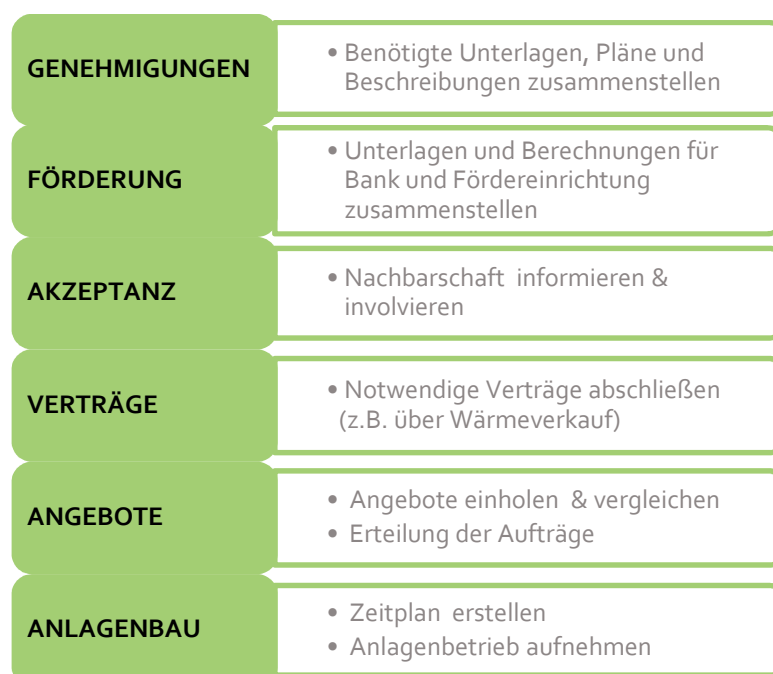 GENEHMIGUNGEN
• Benötigte Unterlagen, Pläne und
Beschreibungen zusammenstellen
FÖRDERUNG
• Unterlagen und Berechnungen für
Bank und Fördereinrichtung
zusammenstellen
AKZEPTANZ
• Nachbarschaft informieren &
involvieren
VERTRÄGE
• Notwendige Verträge abschließen
(z.B. über Wärmeverkauf)
ANGEBOTE
• Angebote einholen & vergleichen
• Erteilung der Aufträge
ANLAGENBAU
• Zeitplan erstellen
• Anlagenbetrieb aufnehmen